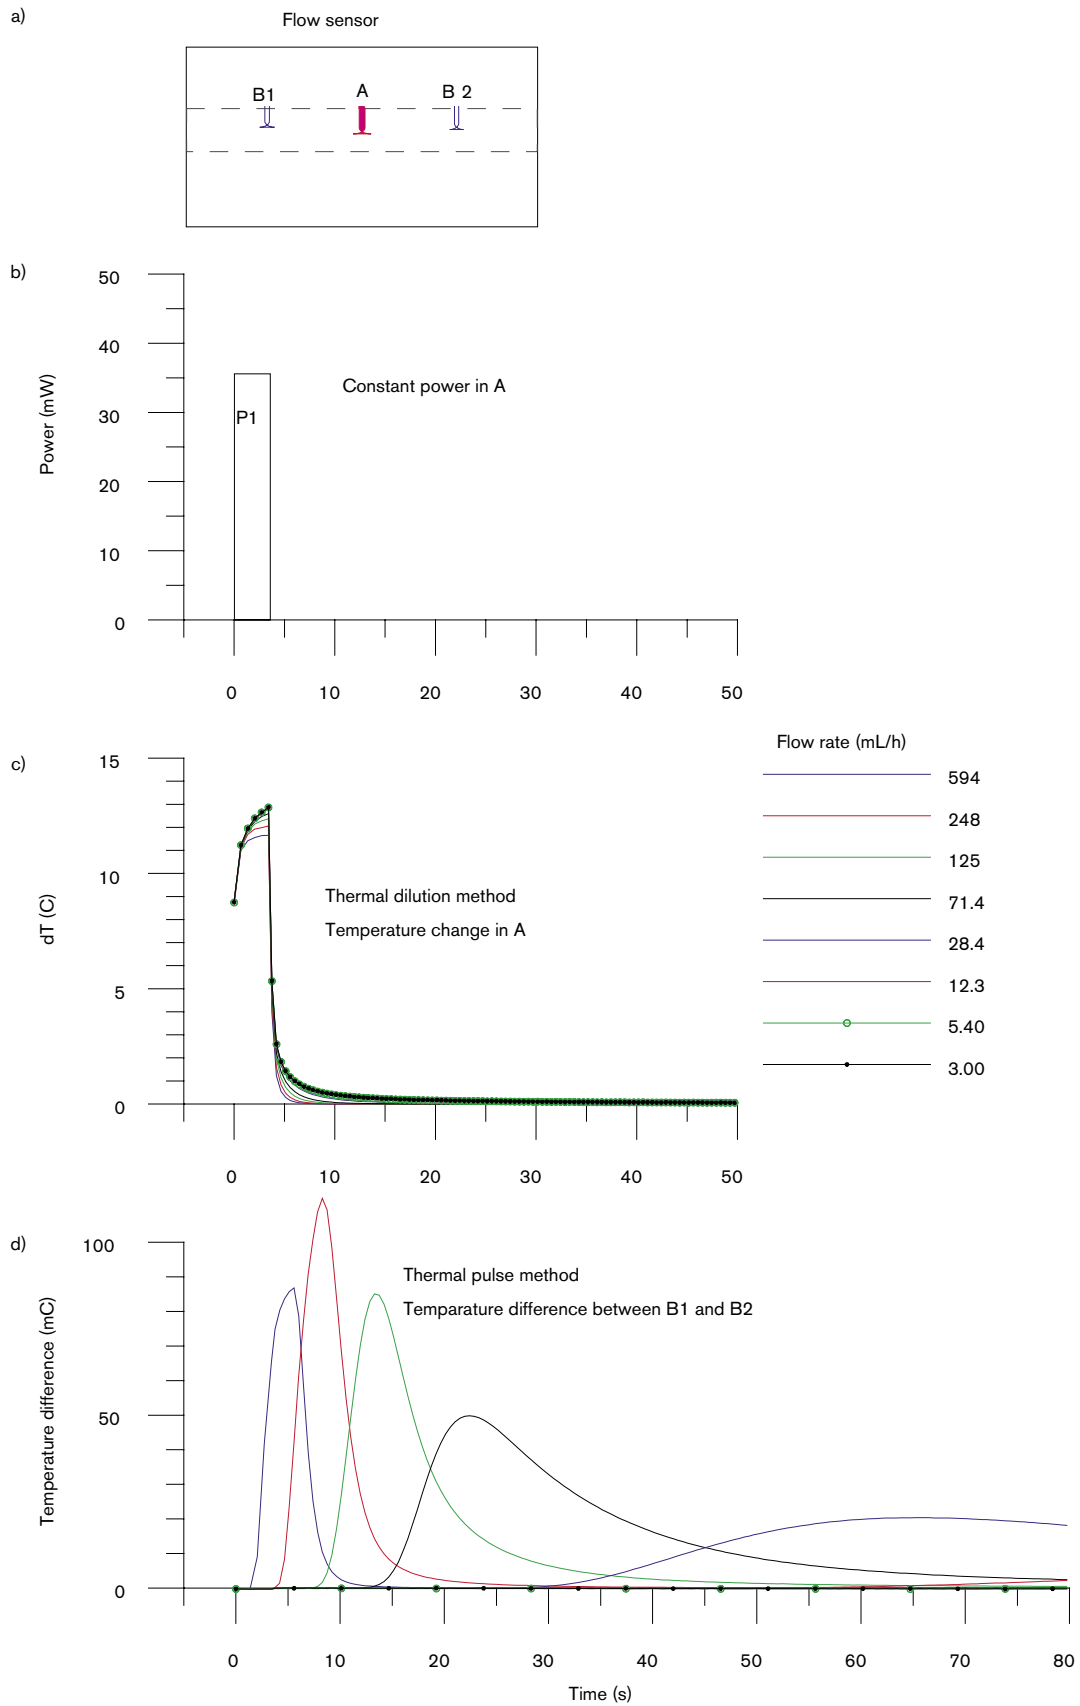 a)
Flow sensor
B1
A
B 2
b)
50
40
30
20
10
0
Power (mW)
P1
Constant power in A
0 10 20 30 40 50
c)
15
10
5
0
dT (C)
Thermal dilution method
Temperature change in A
0 10 20 30 40 50
Flow rate (mL/h)
594
248
125
71.4
28.4
12.3
5.40
3.00
d)
100
50
0
Temperature difference (mC)
Thermal pulse method
Temparature difference between B1 and B2
0 10 20 30 40 50 60 70 80
Time (s)